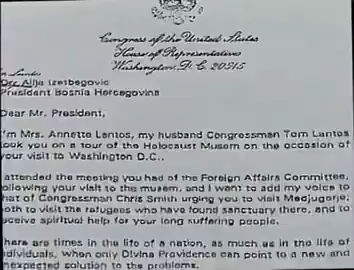 Congress of the United States
House of Representatives
Washington, D.C. 20515
Lantos
Dr. Alija Izetbegovic
President Bosnia Hercegovina
Dear Mr. President,
I'm Mrs. Annette Lantos, my husband Congressman Tom Lantos
took you on a tour of the Holocaust Museum on the occasion of
your visit to Washington D.C..
attended the meeting you had of the Foreign Affairs Committee,
following your visit to the musem, and I want to add my voice to
that of Congressman Chris Smith urging you to visit Medjugorje;
both to visit the refugees who have found sanctuary there, and to
receive spiritual help for your long suffering people.
There are times in the life of a nation, as much as in the life of
individuals, when only Divine Providence can point to a new and
unexpected solution to the problems.